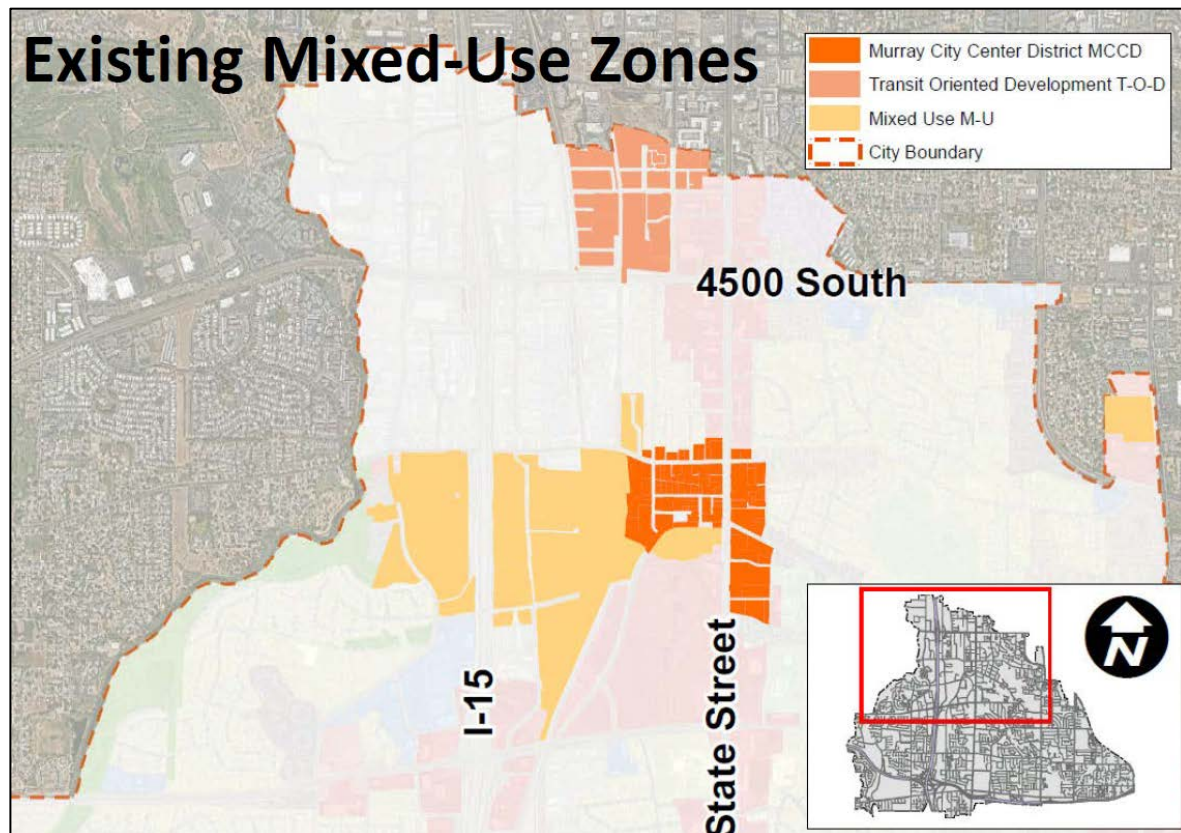 Existing Mixed-Use Zones
Murray City Center District MCCD
Transit Oriented Development T-O-D
Mixed Use M-U
City Boundary
4500 South
I-15
State Street
N